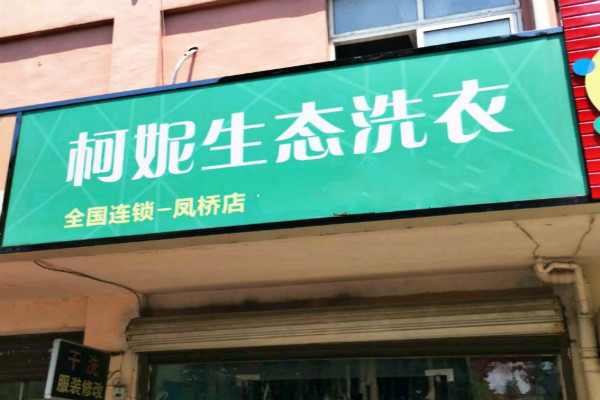 柯妮生态洗衣
全国连锁-凤桥店
干洗
服装修改